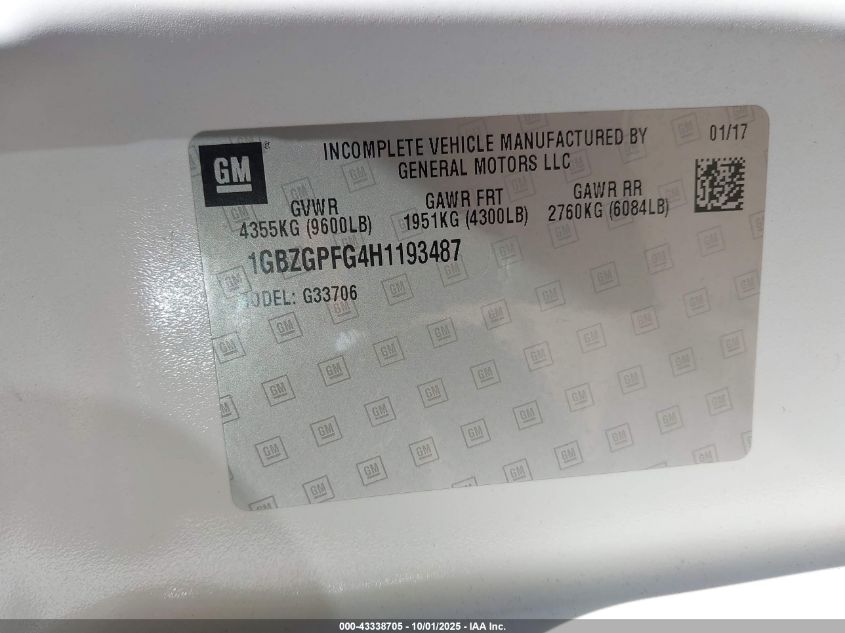 GM
INCOMPLETE VEHICLE MANUFACTURED BY
GENERAL MOTORS LLC
01/17
GVWR
4355KG (9600LB)
GAWR FRT
1951KG (4300LB)
GAWR RR
2760KG (6084LB)
1GBZGPFG4H1193487
MODEL: G33706
000-43338705 - 10/01/2025 - IAA Inc.